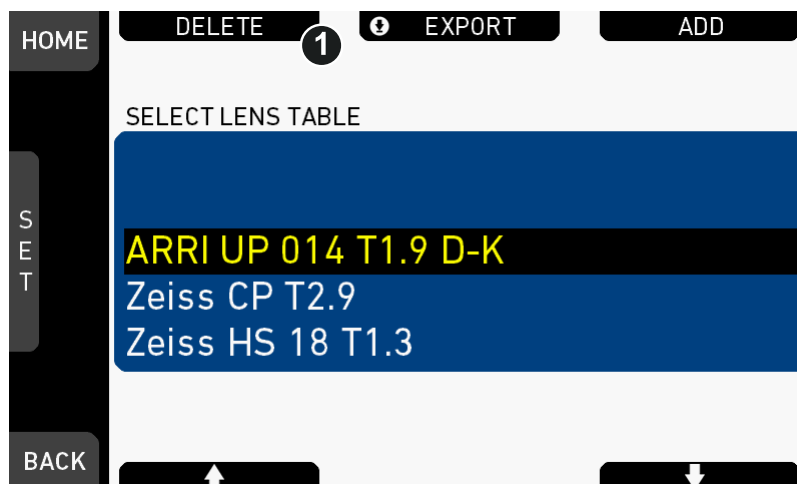 HOME
DELETE
1
EXPORT
ADD
SELECT LENS TABLE
SET
ARRI UP 014 T1.9 D-K
Zeiss CP T2.9
Zeiss HS 18 T1.3
BACK